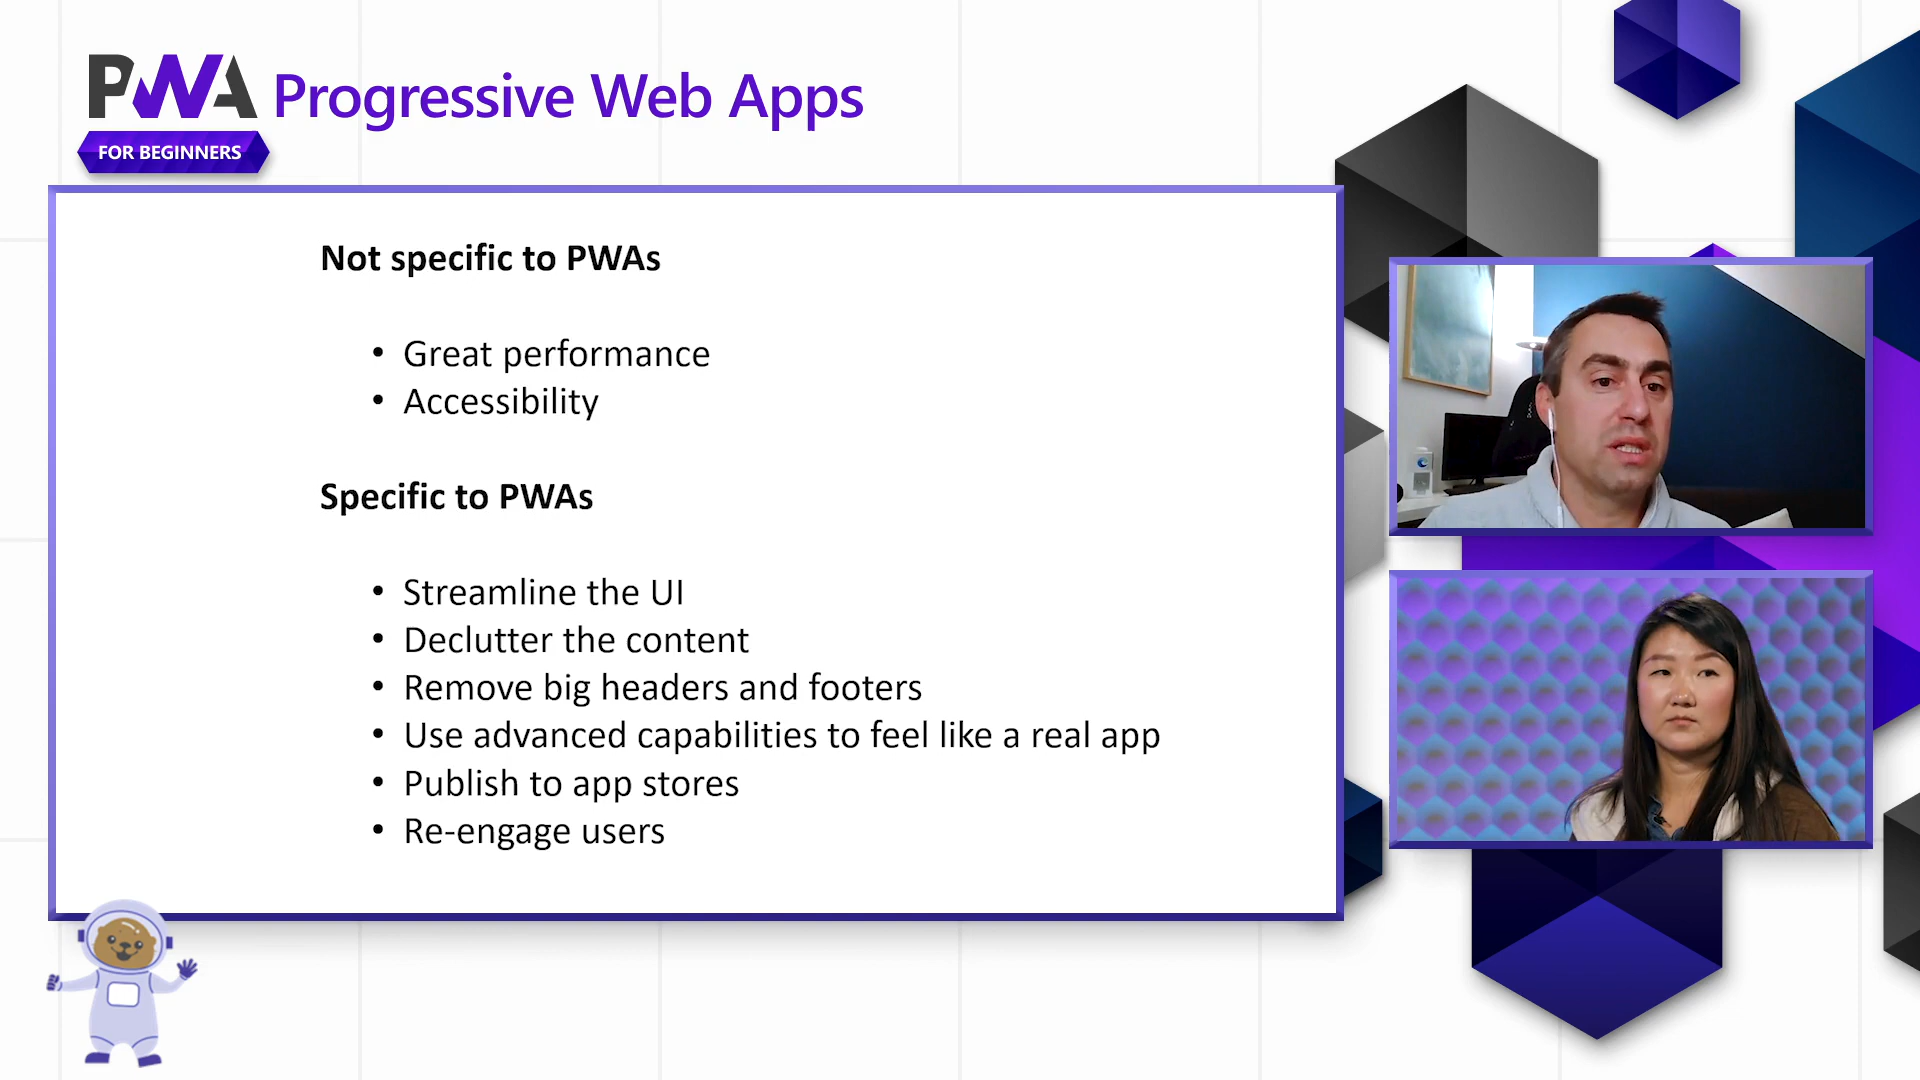 PWA Progressive Web Apps
FOR BEGINNERS
Not specific to PWAs
• Great performance
• Accessibility
Specific to PWAs
• Streamline the UI
• Declutter the content
• Remove big headers and footers
• Use advanced capabilities to feel like a real app
• Publish to app stores
• Re-engage users